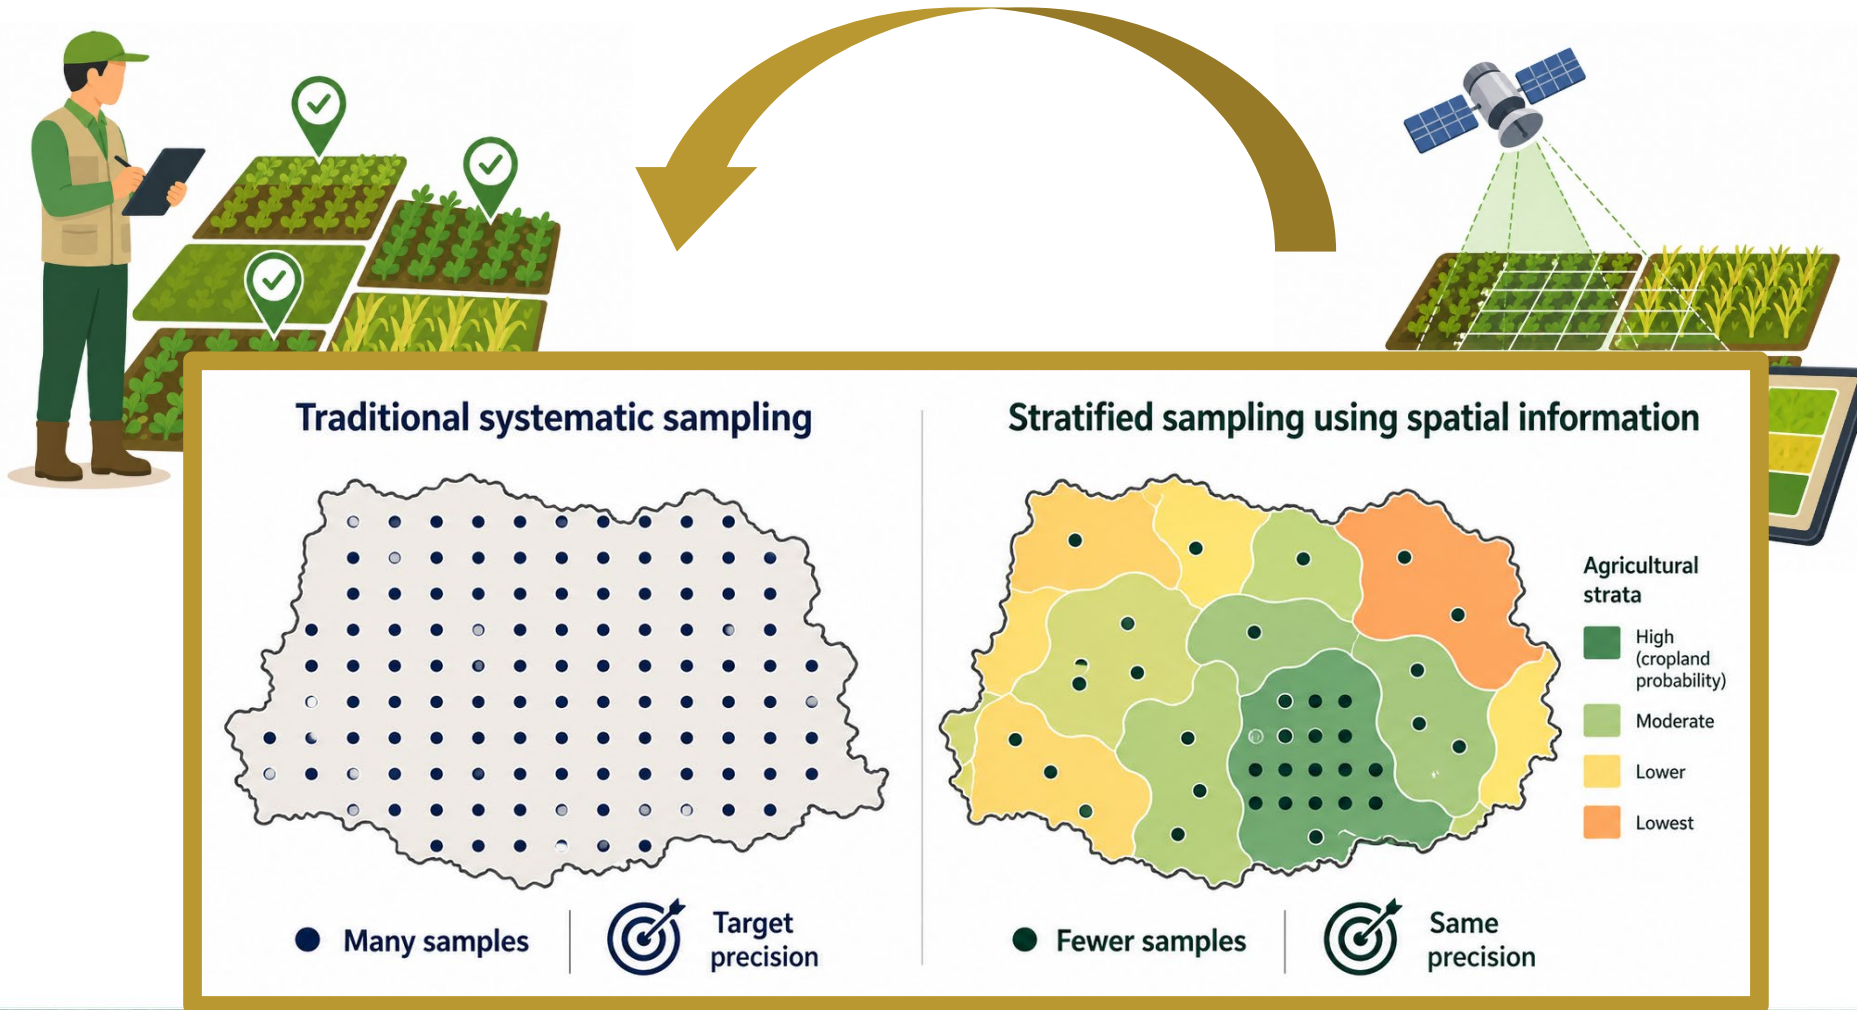 Traditional systematic sampling
Many samples
Target
precision
Stratified sampling using spatial information
Agricultural
strata
High
(cropland
probability)
Moderate
Lower
Lowest
Fewer samples
Same
precision